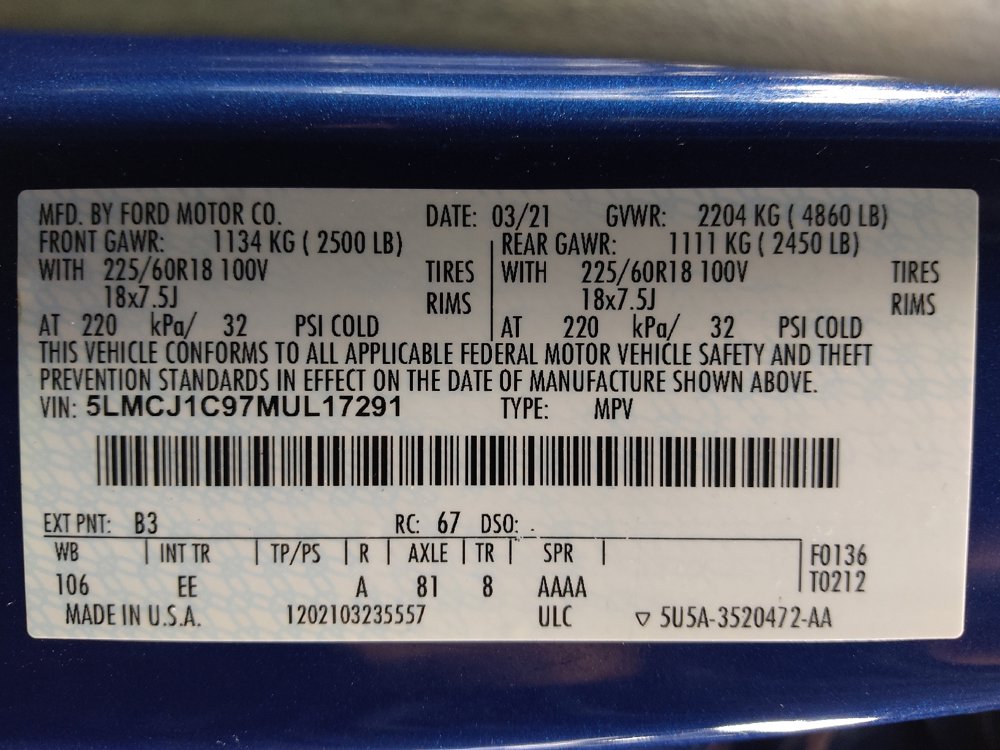 MFD. BY FORD MOTOR CO. DATE: 03/21 GVWR: 2204 KG ( 4860 LB)
FRONT GAWR: 1134 KG ( 2500 LB) REAR GAWR: 1111 KG ( 2450 LB)
WITH 225/60R18 100V TIRES WITH 225/60R18 100V TIRES
18x7.5J RIMS 18x7.5J RIMS
AT 220 kPa/ 32 PSI COLD AT 220 kPa/ 32 PSI COLD
THIS VEHICLE CONFORMS TO ALL APPLICABLE FEDERAL MOTOR VEHICLE SAFETY AND THEFT
PREVENTION STANDARDS IN EFFECT ON THE DATE OF MANUFACTURE SHOWN ABOVE.
VIN: 5LMCJ1C97MUL17291 TYPE: MPV
EXT PNT: B3 RC: 67 DSO: .
WB INT TR TP/PS R AXLE TR SPR F0136
106 EE A 81 8 AAAA T0212
MADE IN U.S.A. 1202103235557 ULC ▽ 5U5A-3520472-AA